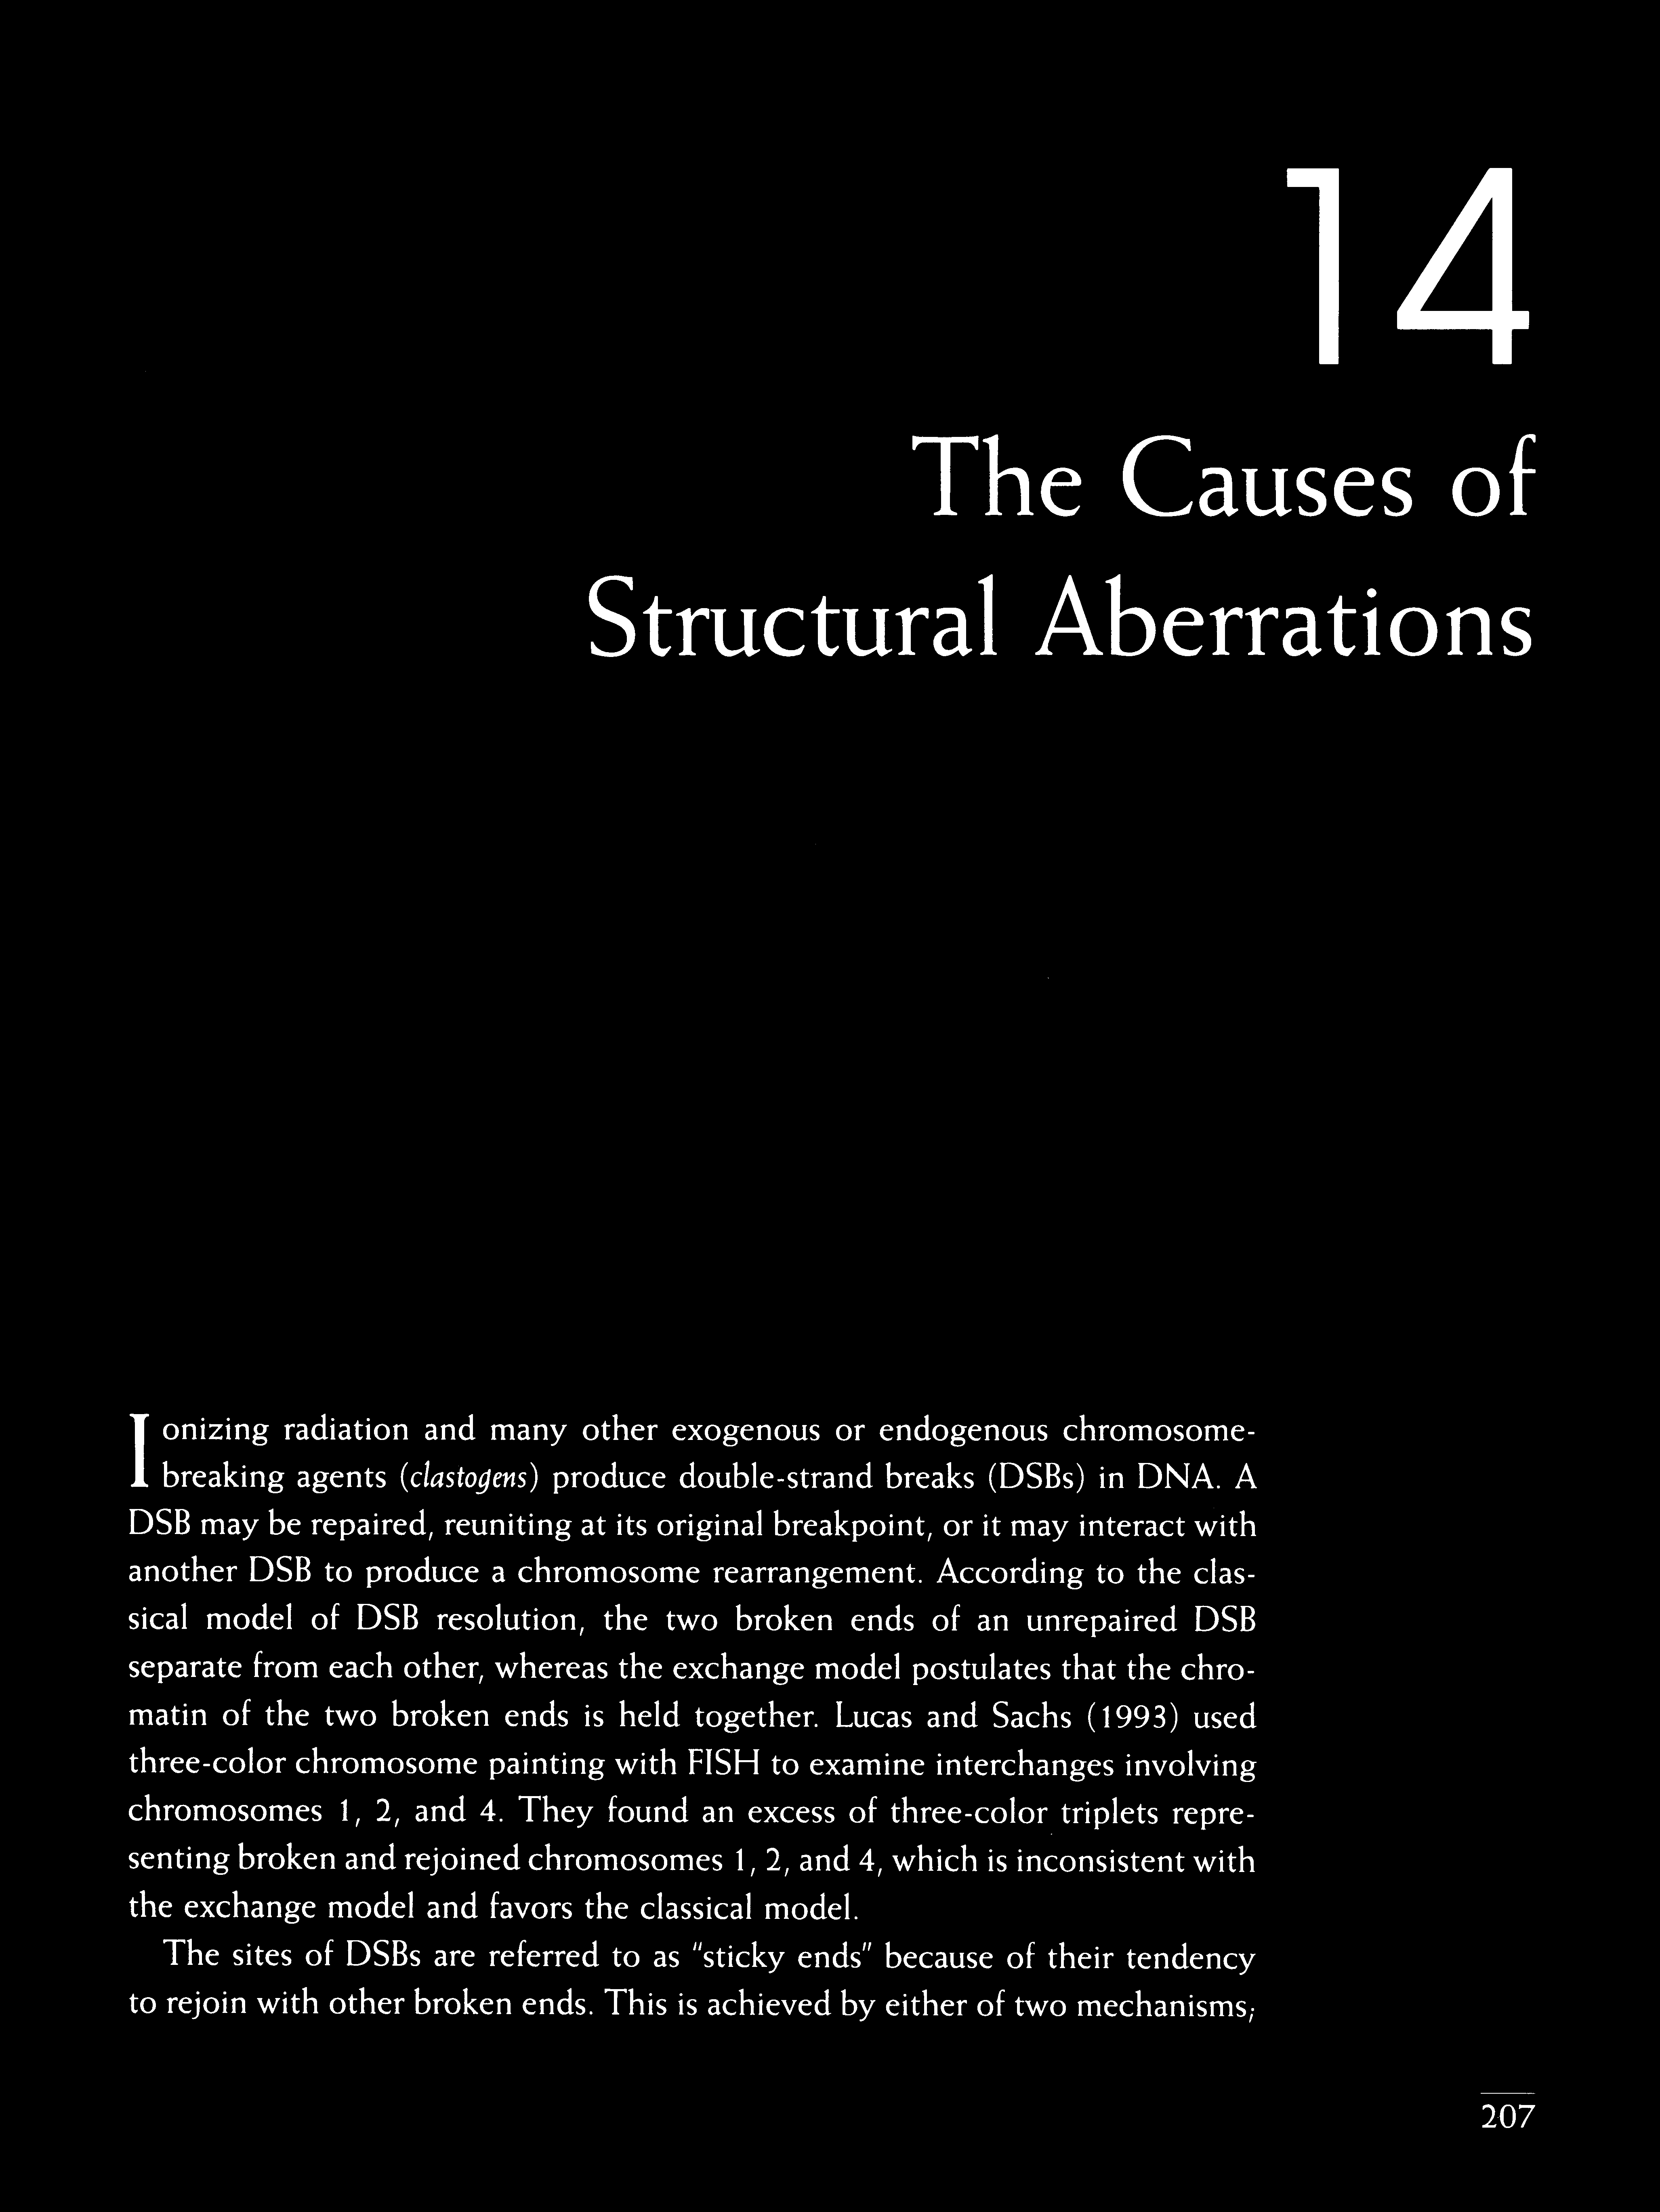 14
The Causes of
Structural Aberrations
Ionizing radiation and many other exogenous or endogenous chromosome-
breaking agents (clastogens) produce double-strand breaks (DSBs) in DNA. A
DSB may be repaired, reuniting at its original breakpoint, or it may interact with
another DSB to produce a chromosome rearrangement. According to the clas-
sical model of DSB resolution, the two broken ends of an unrepaired DSB
separate from each other, whereas the exchange model postulates that the chro-
matin of the two broken ends is held together. Lucas and Sachs (1993) used
three-color chromosome painting with FISH to examine interchanges involving
chromosomes 1, 2, and 4. They found an excess of three-color triplets repre-
senting broken and rejoined chromosomes 1, 2, and 4, which is inconsistent with
the exchange model and favors the classical model.
The sites of DSBs are referred to as "sticky ends" because of their tendency
to rejoin with other broken ends. This is achieved by either of two mechanisms;
207